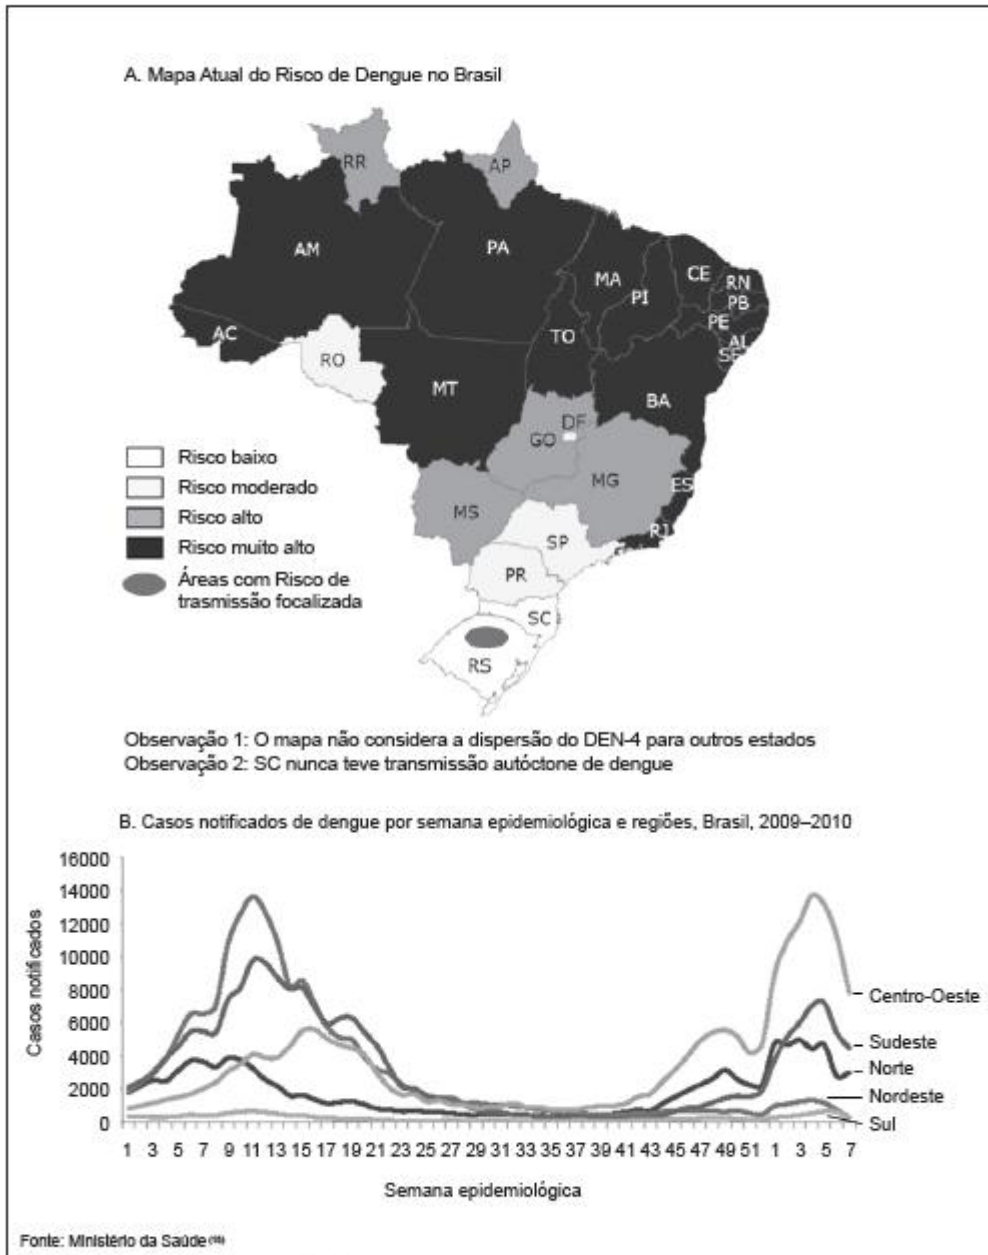 A. Mapa Atual do Risco de Dengue no Brasil
RR
AP
AM
PA
MA
CE
RN
PB
PI
PE
AL
SE
AC
TO
RO
MT
BA
DF
GO
MG
ES
MS
RJ
SP
PR
SC
RS
Risco baixo
Risco moderado
Risco alto
Risco muito alto
Áreas com Risco de
trasmissão focalizada
Observação 1: O mapa não considera a dispersão do DEN-4 para outros estados
Observação 2: SC nunca teve transmissão autóctone de dengue
B. Casos notificados de dengue por semana epidemiológica e regiões, Brasil, 2009–2010
Casos notificados
16000
14000
12000
10000
8000
6000
4000
2000
0
1 3 5 7 9 11 13 15 17 19 21 23 25 27 29 31 33 35 37 39 41 43 45 47 49 51 1 3 5 7
Centro-Oeste
Sudeste
Norte
Nordeste
Sul
Semana epidemiológica
Fonte: Ministério da Saúde